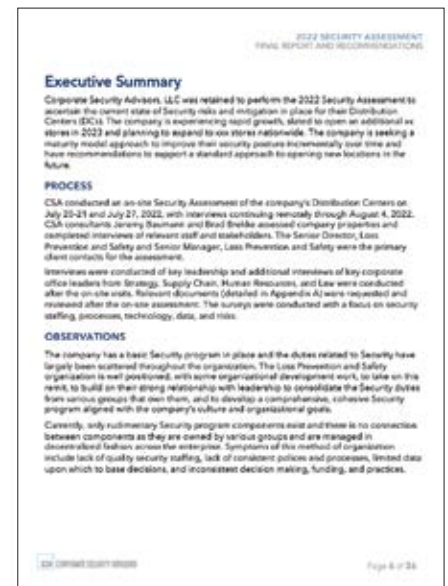 2022 SECURITY ASSESSMENT
FINAL REPORT AND RECOMMENDATIONS
Executive Summary
Corporate Security Advisors, LLC was retained to perform the 2022 Security Assessment to
ascertain the current state of Security risks and mitigation in place for their Distribution
Centers (DCs). The company is experiencing rapid growth, slated to open an additional xx
stores in 2023 and planning to expand to xxx stores nationwide. The company is seeking a
maturity model approach to improve their security posture incrementally over time and
have recommendations to support a standard approach to opening new locations in the
future.
PROCESS
CSA conducted an on-site Security Assessment of the company's Distribution Centers on
July 20-21 and July 27, 2022, with interviews continuing remotely through August 4, 2022.
CSA consultants Jeremy Baumann and Brad Brekke assessed company properties and
completed interviews of relevant staff and stakeholders. The Senior Director, Loss
Prevention and Safety and Senior Manager, Loss Prevention and Safety were the primary
client contacts for the assessment.
Interviews were conducted of key leadership and additional interviews of key corporate
office leaders from Strategy, Supply Chain, Human Resources, and Law were conducted
after the on-site visits. Relevant documents (detailed in Appendix A) were requested and
reviewed after the on-site assessment. The surveys were conducted with a focus on security
staffing, processes, technology, data, and risks.
OBSERVATIONS
The company has a basic Security program in place and the duties related to Security have
largely been scattered throughout the organization. The Loss Prevention and Safety
organization is well positioned, with some organizational development work, to take on this
remit, to build on their strong relationship with leadership to consolidate the Security duties
from various groups that own them, and to develop a comprehensive, cohesive Security
program aligned with the company's culture and organizational goals.
Currently, only rudimentary Security program components exist and there is no connection
between components as they are owned by various groups and are managed in
decentralized fashion across the enterprise. Symptoms of this method of organization
include lack of quality security staffing, lack of consistent polices and processes, limited data
upon which to base decisions, and inconsistent decision making, funding, and practices.
CSA CORPORATE SECURITY ADVISORS
Page 6 of 36